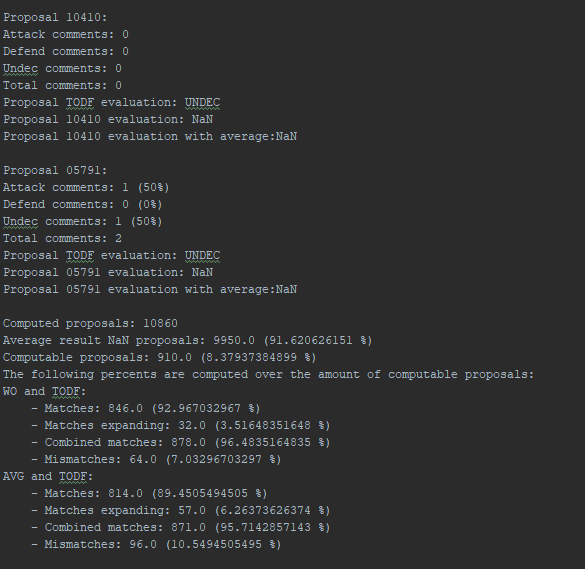 Proposal 10410:
Attack comments: 0
Defend comments: 0
Undec comments: 0
Total comments: 0
Proposal TODF evaluation: UNDEC
Proposal 10410 evaluation: NaN
Proposal 10410 evaluation with average:NaN
Proposal 05791:
Attack comments: 1 (50%)
Defend comments: 0 (0%)
Undec comments: 1 (50%)
Total comments: 2
Proposal TODF evaluation: UNDEC
Proposal 05791 evaluation: NaN
Proposal 05791 evaluation with average:NaN
Computed proposals: 10860
Average result NaN proposals: 9950.0 (91.620626151 %)
Computable proposals: 910.0 (8.37937384899 %)
The following percents are computed over the amount of computable proposals:
WO and TODF:
- Matches: 846.0 (92.967032967 %)
- Matches expanding: 32.0 (3.51648351648 %)
- Combined matches: 878.0 (96.4835164835 %)
- Mismatches: 64.0 (7.03296703297 %)
AVG and TODF:
- Matches: 814.0 (89.4505494505 %)
- Matches expanding: 57.0 (6.26373626374 %)
- Combined matches: 871.0 (95.7142857143 %)
- Mismatches: 96.0 (10.5494505495 %)